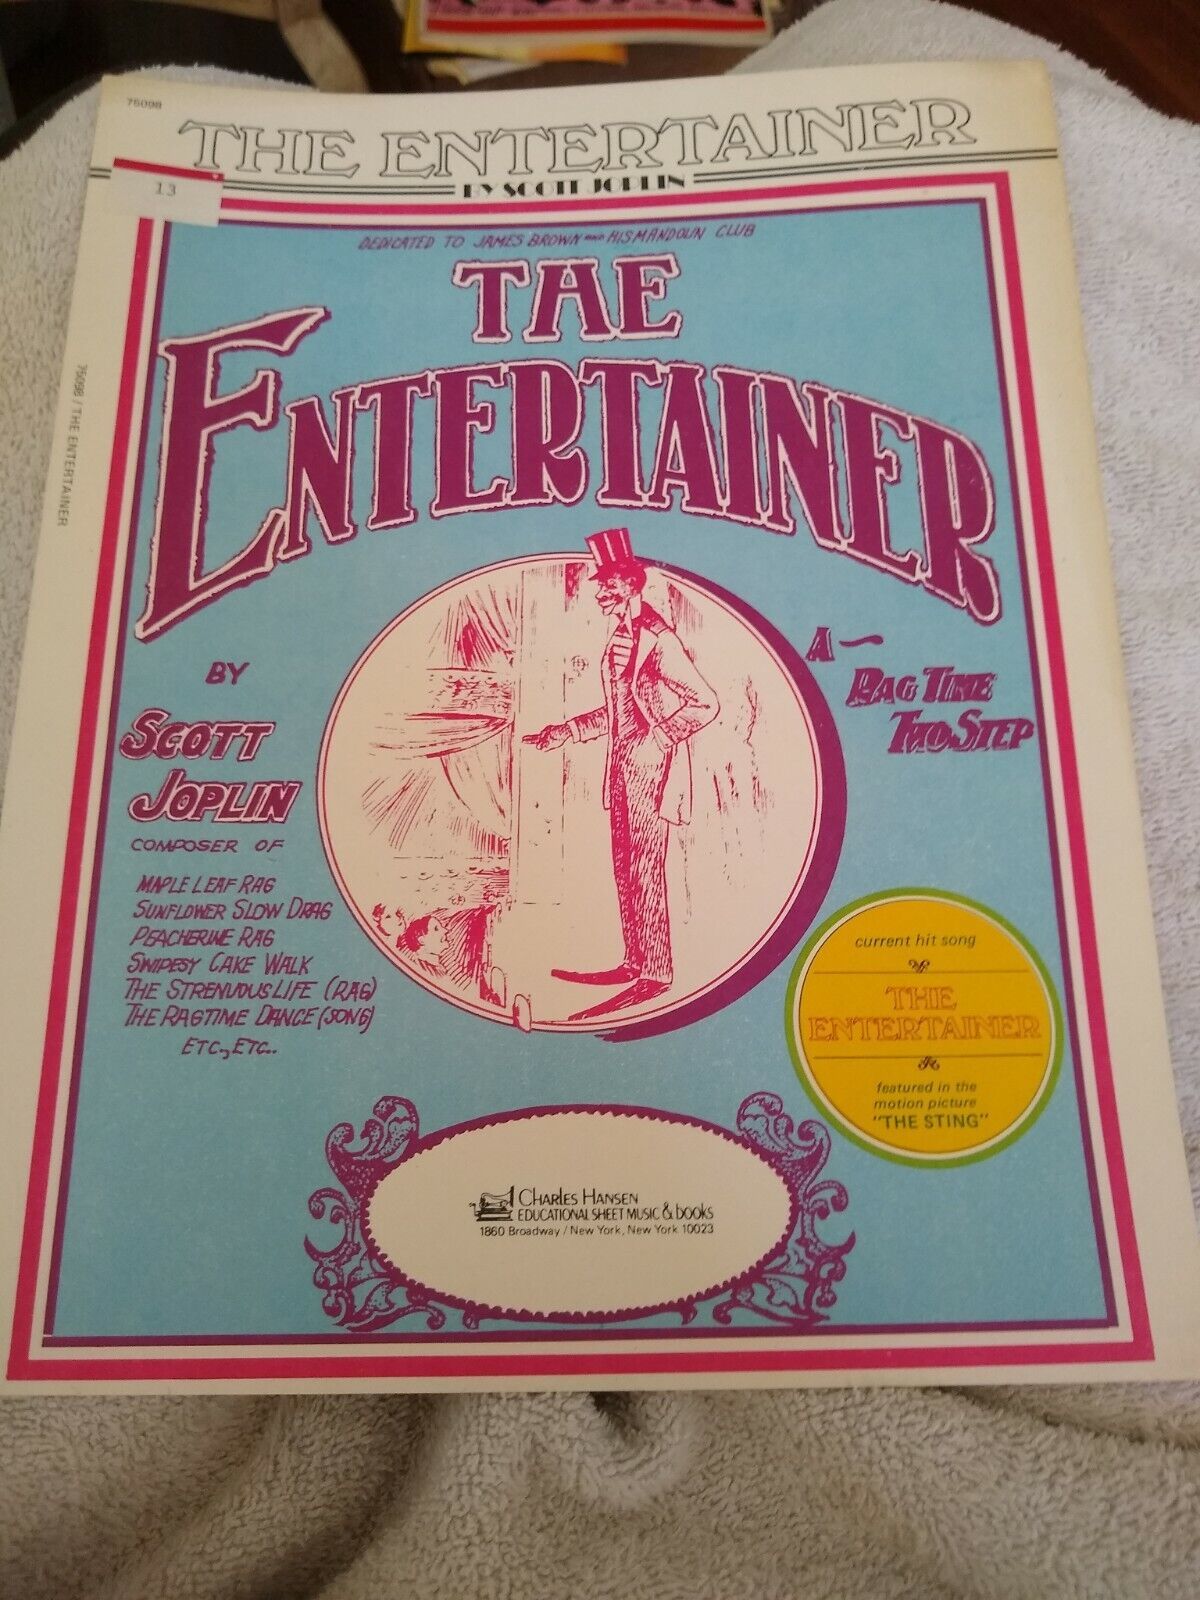 75098
THE ENTERTAINER
BY SCOTT JOPLIN
13
75098 / THE ENTERTAINER
DEDICATED TO JAMES BROWN AND HIS MANDOLIN CLUB
THE
ENTERTAINER
BY
SCOTT
JOPLIN
COMPOSER OF
MAPLE LEAF RAG
SUNFLOWER SLOW DRAG
PEACHERINE RAG
SWIPESY CAKE WALK
THE STRENUOUS LIFE (RAG)
THE RAGTIME DANCE (SONG)
ETC., ETC..
A —
RAG TIME
TWO STEP
current hit song
THE
ENTERTAINER
featured in the
motion picture
"THE STING"
CHARLES HANSEN
EDUCATIONAL SHEET MUSIC & books
1860 Broadway / New York, New York 10023